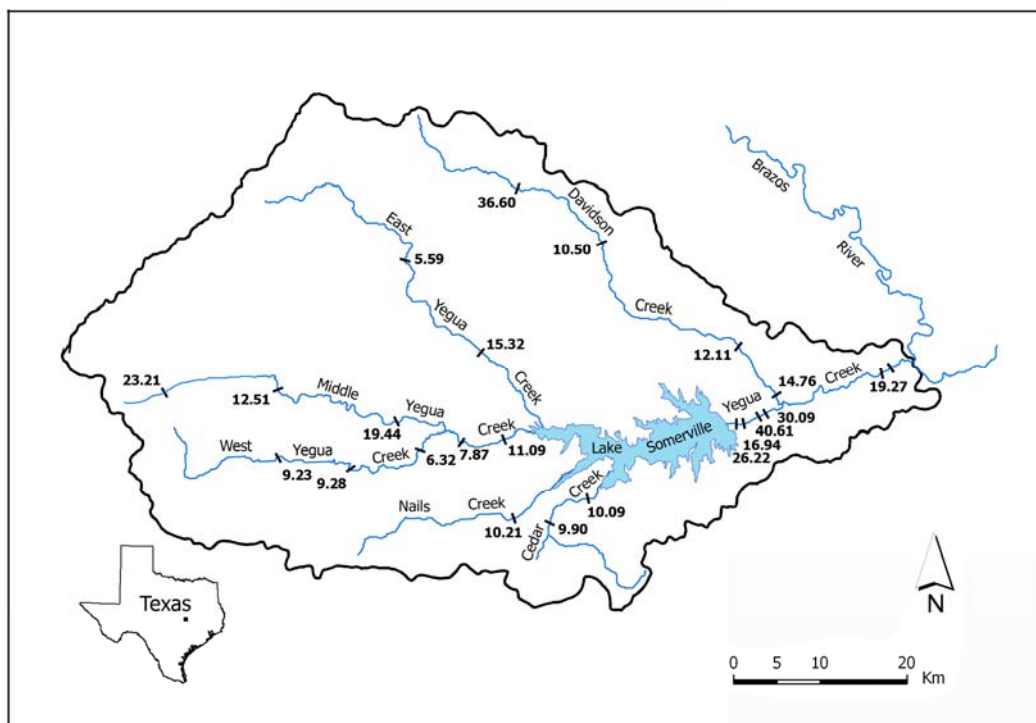 Brazos
River
Davidson
Creek
36.60
10.50
12.11
East
Yegua
Creek
5.59
15.32
23.21
12.51
Middle
Yegua
Creek
19.44
7.87
11.09
West
Yegua
Creek
9.23
9.28
6.32
Lake
Somerville
Yegua
Creek
14.76
19.27
30.09
40.61
16.94
26.22
Nails
Creek
10.21
Cedar
Creek
10.09
9.90
Texas
N
0 5 10 20
Km